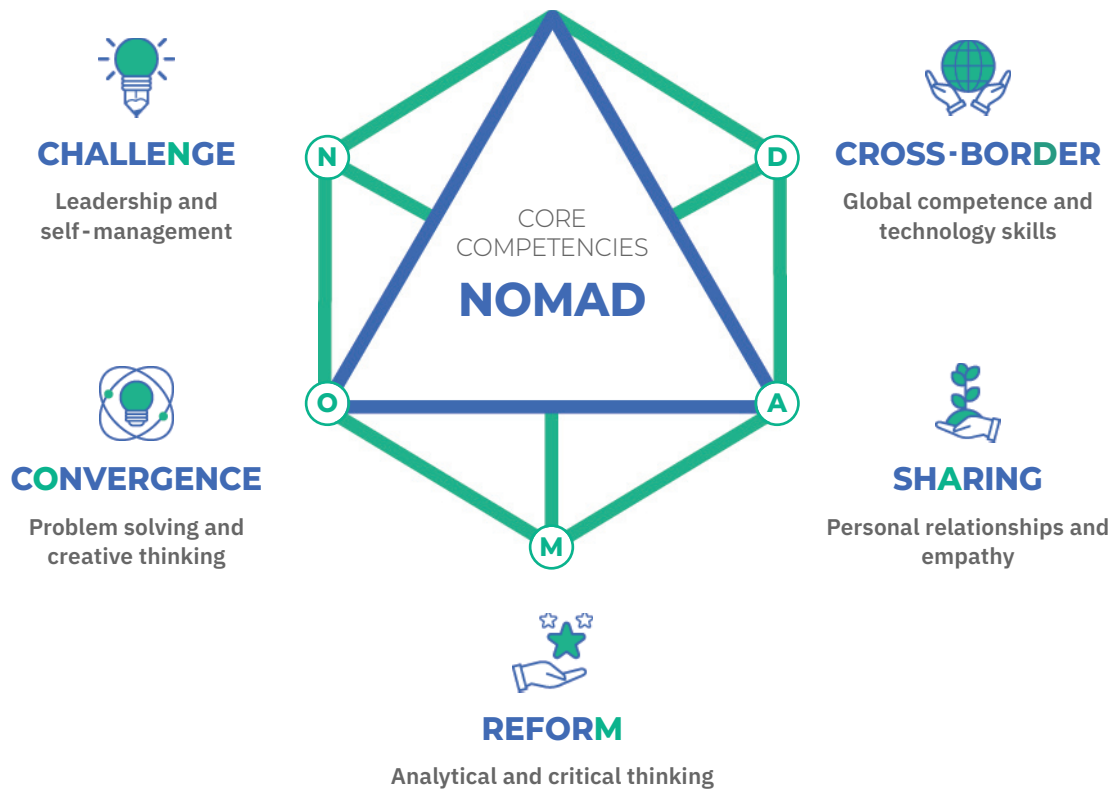 CHALLENGE
Leadership and
self-management
N
D
CROSS-BORDER
Global competence and
technology skills
CORE
COMPETENCIES
NOMAD
O
A
CONVERGENCE
Problem solving and
creative thinking
SHARING
Personal relationships and
empathy
M
REFORM
Analytical and critical thinking